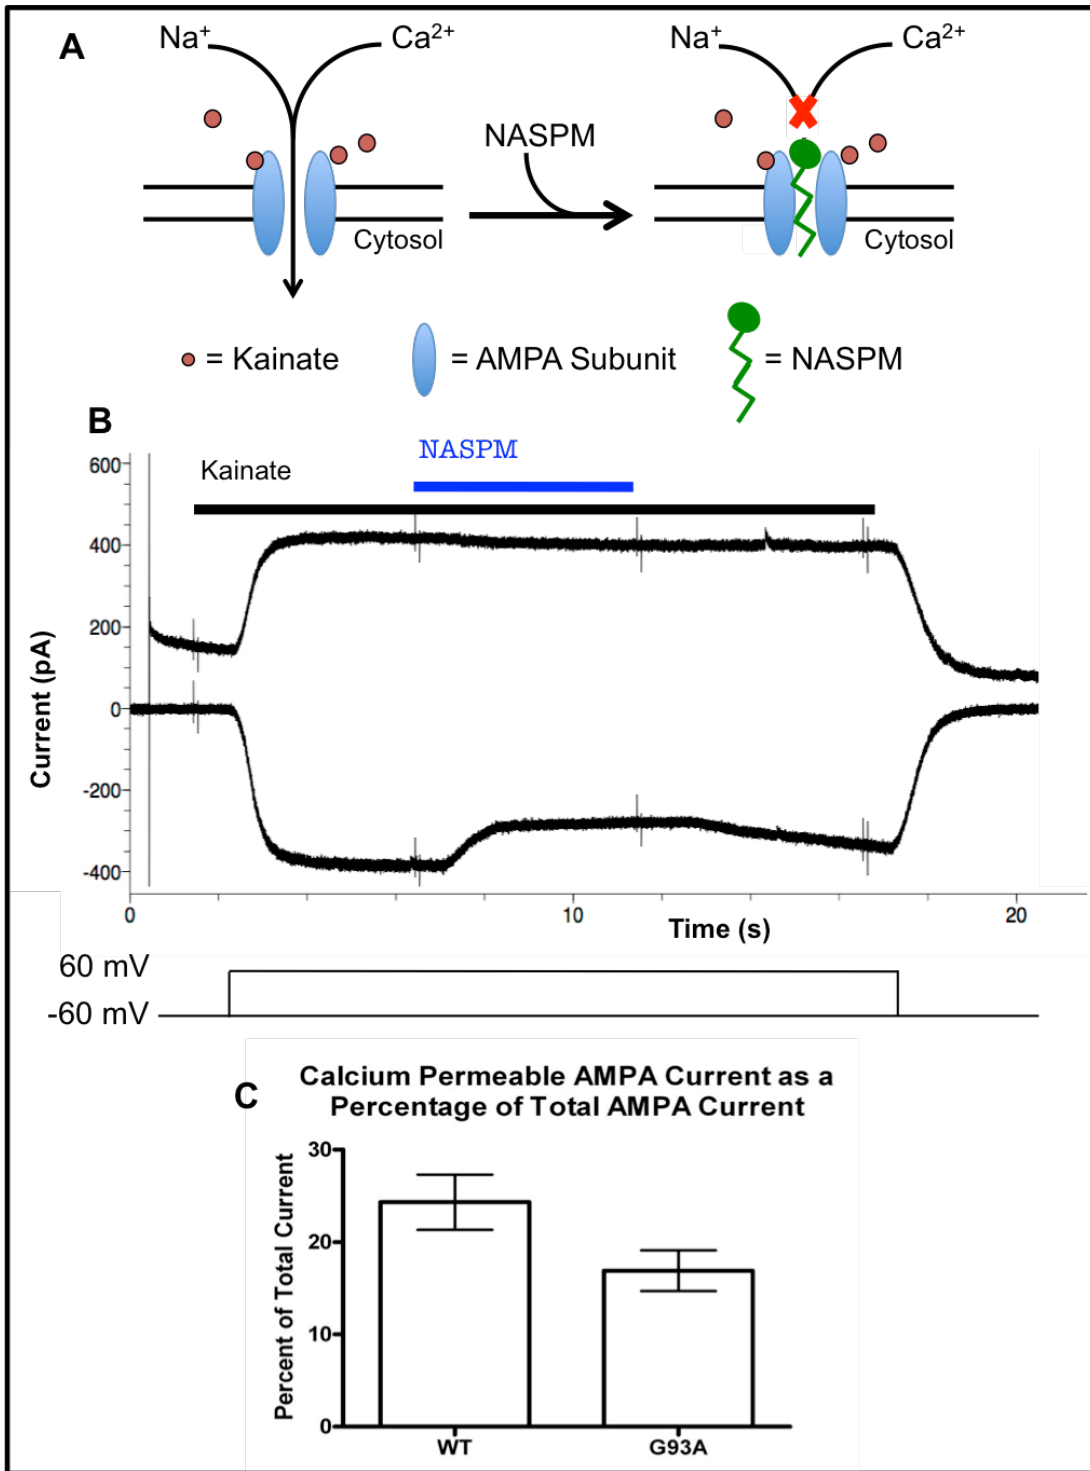 A
Na+ Ca2+ Na+ Ca2+
NASPM
Cytosol Cytosol
= Kainate = AMPA Subunit = NASPM
B
NASPM
Kainate
600
400
200
0
-200
-400
Current (pA)
0 10 20
Time (s)
60 mV
-60 mV
C
Calcium Permeable AMPA Current as a
Percentage of Total AMPA Current
Percent of Total Current
30
20
10
0
WT G93A